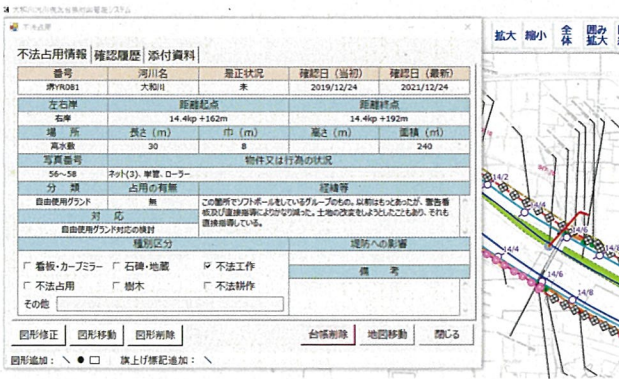 不法占用
不法占用情報 確認履歴 添付資料
番号 河川名 是正状況 確認日（当初） 確認日（最新）
堺YR081 大和川 未 2019/12/24 2021/12/24
左右岸 距離起点 距離終点
右岸 14.4kp +162m 14.4kp +192m
場 所 長さ（m） 巾（m） 高さ（m） 面積（㎡）
高水敷 30 8 240
写真番号 物件又は行為の状況
56～58 ネット(3)、単管、ローラー
分 類 占用の有無 経緯等
自由使用グランド 無 この箇所でソフトボールをしているグループのもの。以前はもっとあったが、警告看
板及び直接指導によりかなり減った。土地の改変をしようとしたこともあり、それも
直接指導している。
対 応
自由使用グランド対応の検討
種別区分 堤防への影響
看板・カーブミラー 石碑・地蔵 不法工作
備 考
不法占用 樹木 不法耕作
その他
図形修正 図形移動 図形削除 台帳削除 地図移動 閉じる
図形追加： 旗上げ標記追加：
拡大 縮小 全体 囲み拡大
14/2
14/4
14/6
14/4
14/6
14/8